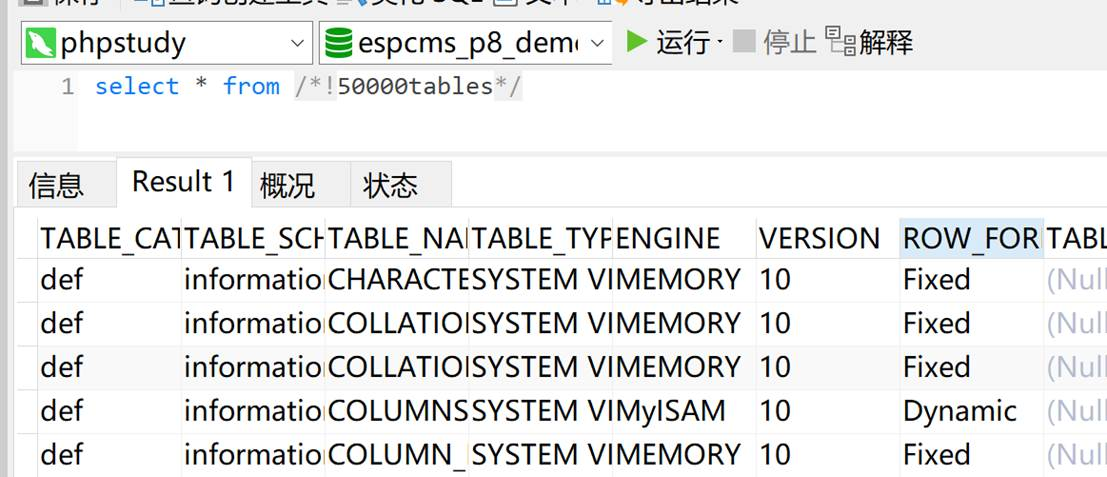 phpstudy espcms_p8_demo 运行 停止 解释
1 select * from /*!50000tables*/
信息 Result 1 概况 状态
TABLE_CAT TABLE_SCH TABLE_NAM TABLE_TYP ENGINE VERSION ROW_FOR TABL
def informatio CHARACTE SYSTEM VI MEMORY 10 Fixed (Null
def informatio COLLATIO SYSTEM VI MEMORY 10 Fixed (Null
def informatio COLLATIO SYSTEM VI MEMORY 10 Fixed (Null
def informatio COLUMNS SYSTEM VI MyISAM 10 Dynamic (Null
def informatio COLUMN_ SYSTEM VI MEMORY 10 Fixed (Null